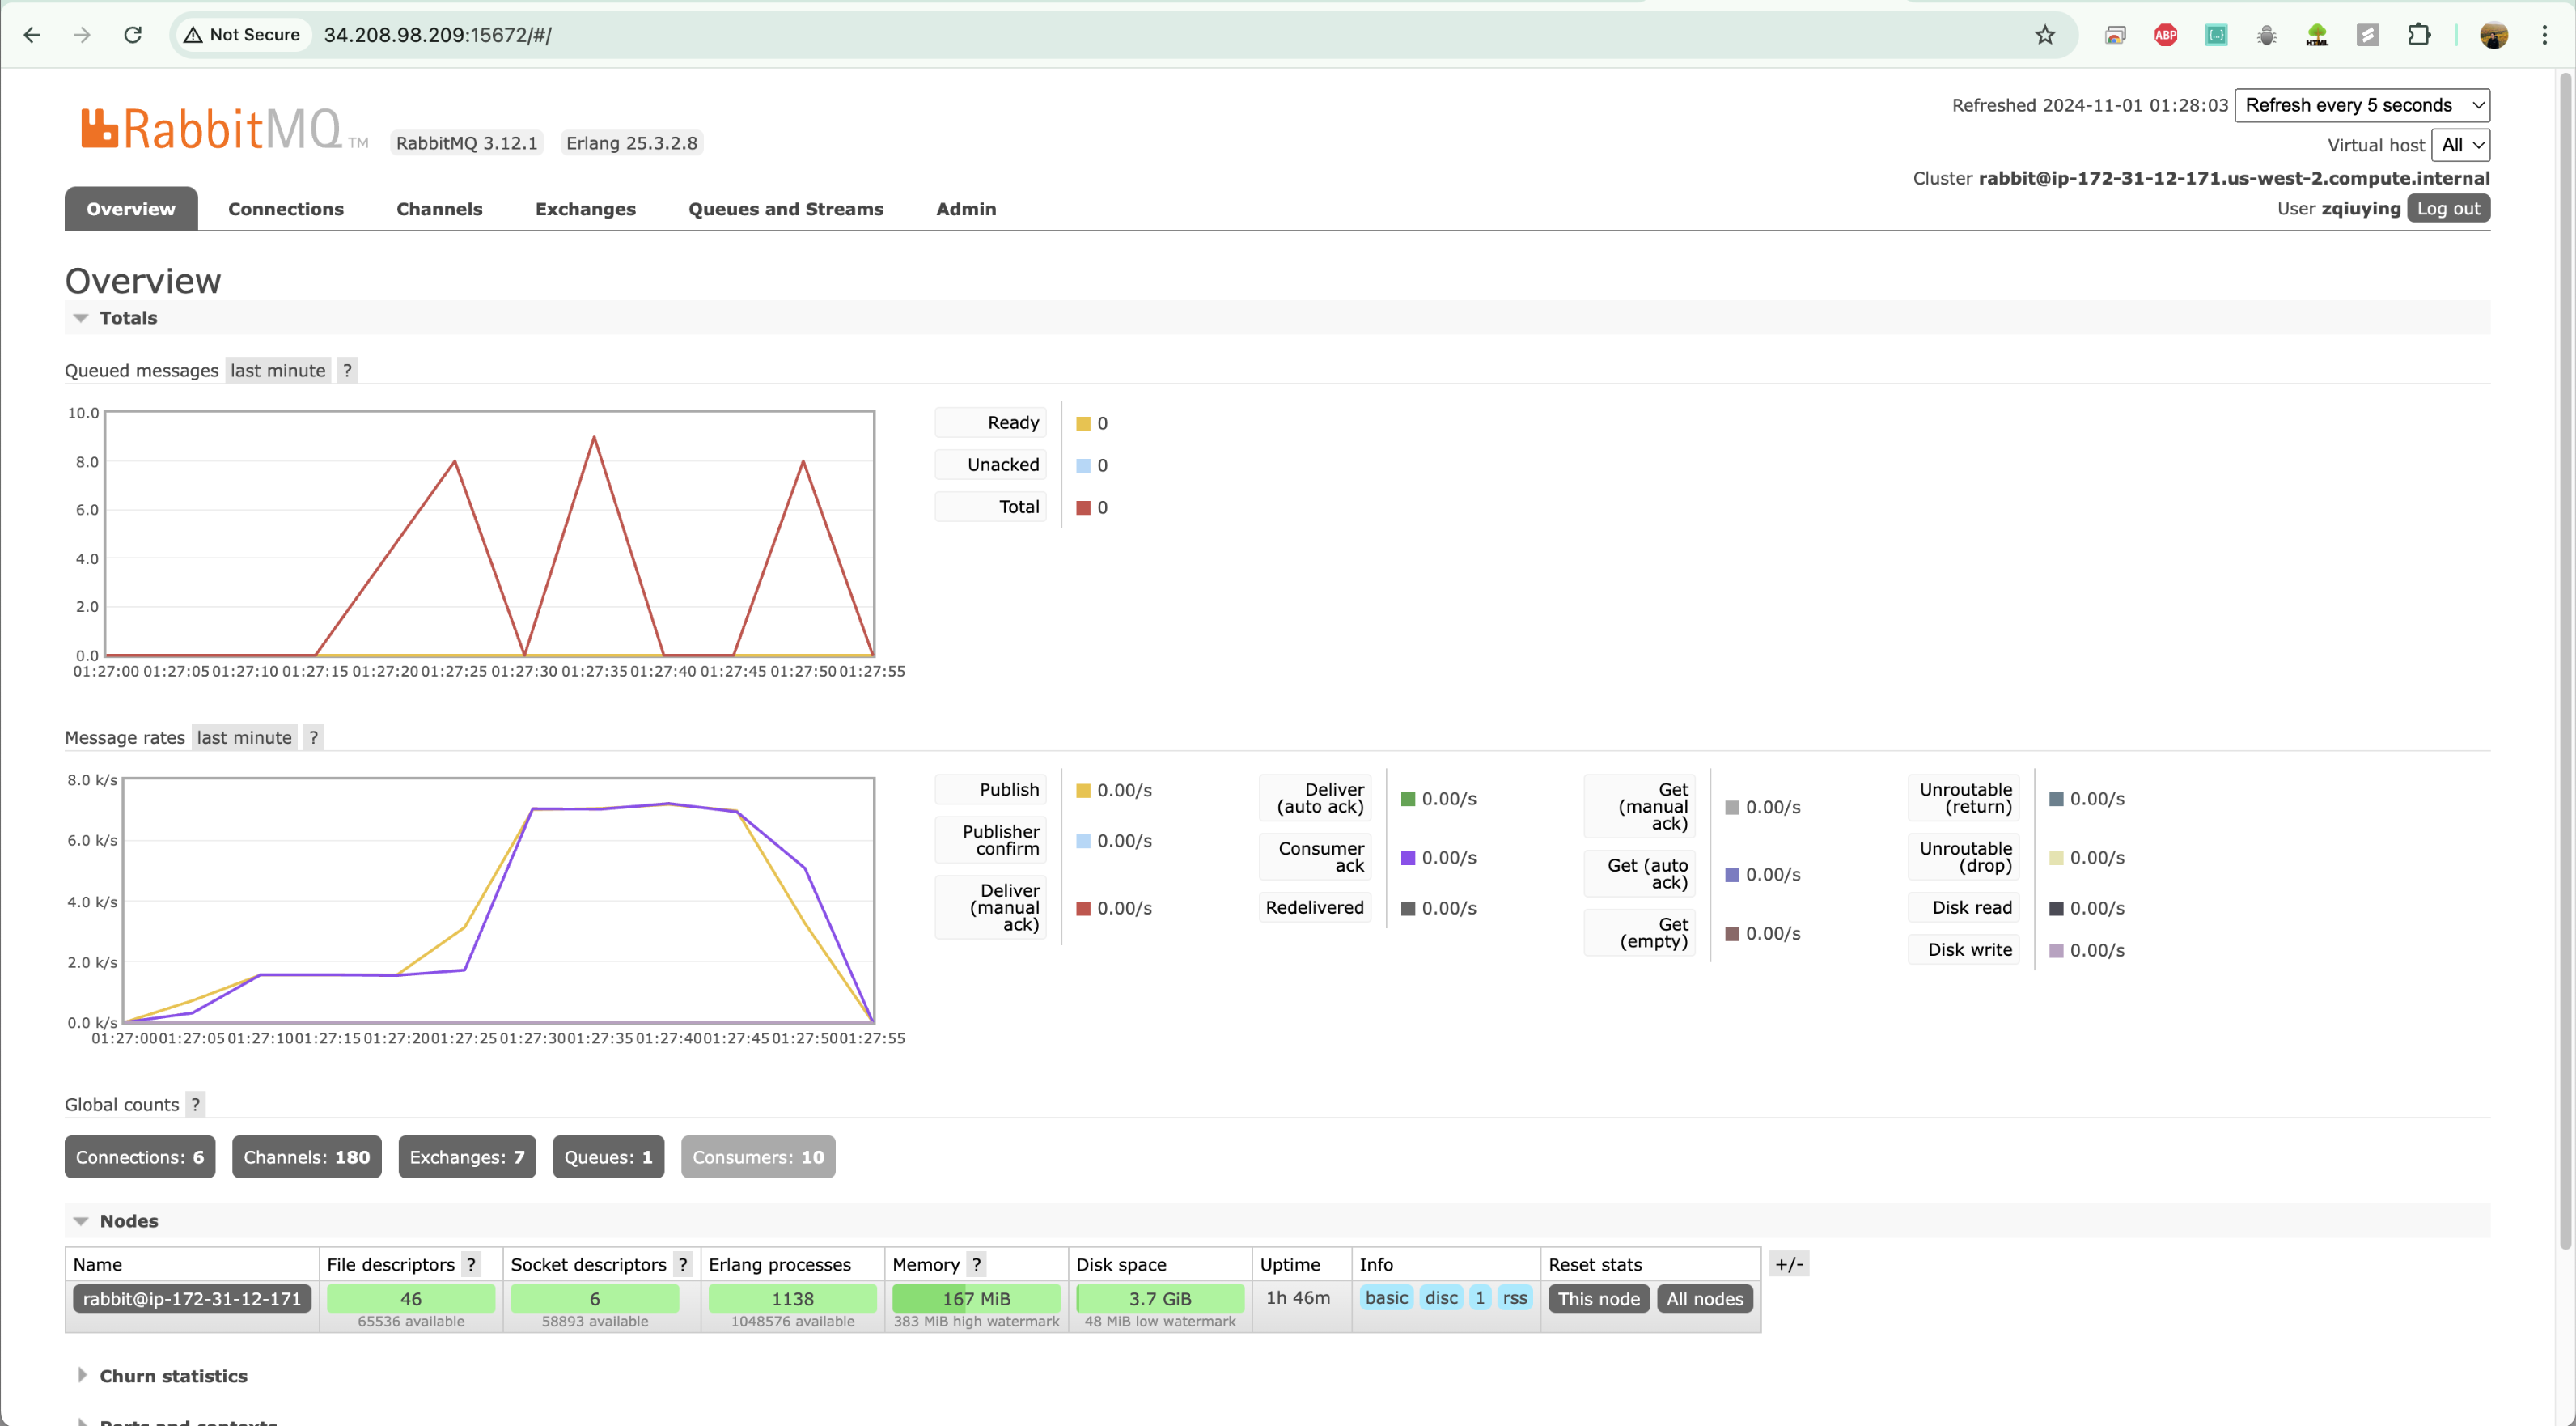 Not Secure 34.208.98.209:15672/#/
ABP
HTML
RabbitMQ TM RabbitMQ 3.12.1 Erlang 25.3.2.8
Refreshed 2024-11-01 01:28:03 Refresh every 5 seconds
Virtual host All
Cluster rabbit@ip-172-31-12-171.us-west-2.compute.internal
User zqiuying Log out
Overview Connections Channels Exchanges Queues and Streams Admin
Overview
Totals
Queued messages last minute ?
10.0
8.0
6.0
4.0
2.0
0.0
01:27:00 01:27:05 01:27:10 01:27:15 01:27:20 01:27:25 01:27:30 01:27:35 01:27:40 01:27:45 01:27:50 01:27:55
Ready 0
Unacked 0
Total 0
Message rates last minute ?
8.0 k/s
6.0 k/s
4.0 k/s
2.0 k/s
0.0 k/s
01:27:00 01:27:05 01:27:10 01:27:15 01:27:20 01:27:25 01:27:30 01:27:35 01:27:40 01:27:45 01:27:50 01:27:55
Publish 0.00/s
Publisher
confirm 0.00/s
Deliver
(manual
ack) 0.00/s
Deliver
(auto ack) 0.00/s
Consumer
ack 0.00/s
Redelivered 0.00/s
Get
(manual
ack) 0.00/s
Get (auto
ack) 0.00/s
Get
(empty) 0.00/s
Unroutable
(return) 0.00/s
Unroutable
(drop) 0.00/s
Disk read 0.00/s
Disk write 0.00/s
Global counts ?
Connections: 6 Channels: 180 Exchanges: 7 Queues: 1 Consumers: 10
Nodes
Name File descriptors ? Socket descriptors ? Erlang processes Memory ? Disk space Uptime Info Reset stats +/-
rabbit@ip-172-31-12-171 46 6 1138 167 MiB 3.7 GiB 1h 46m basic disc 1 rss This node All nodes
65536 available 58893 available 1048576 available 383 MiB high watermark 48 MiB low watermark
Churn statistics
Ports and contexts